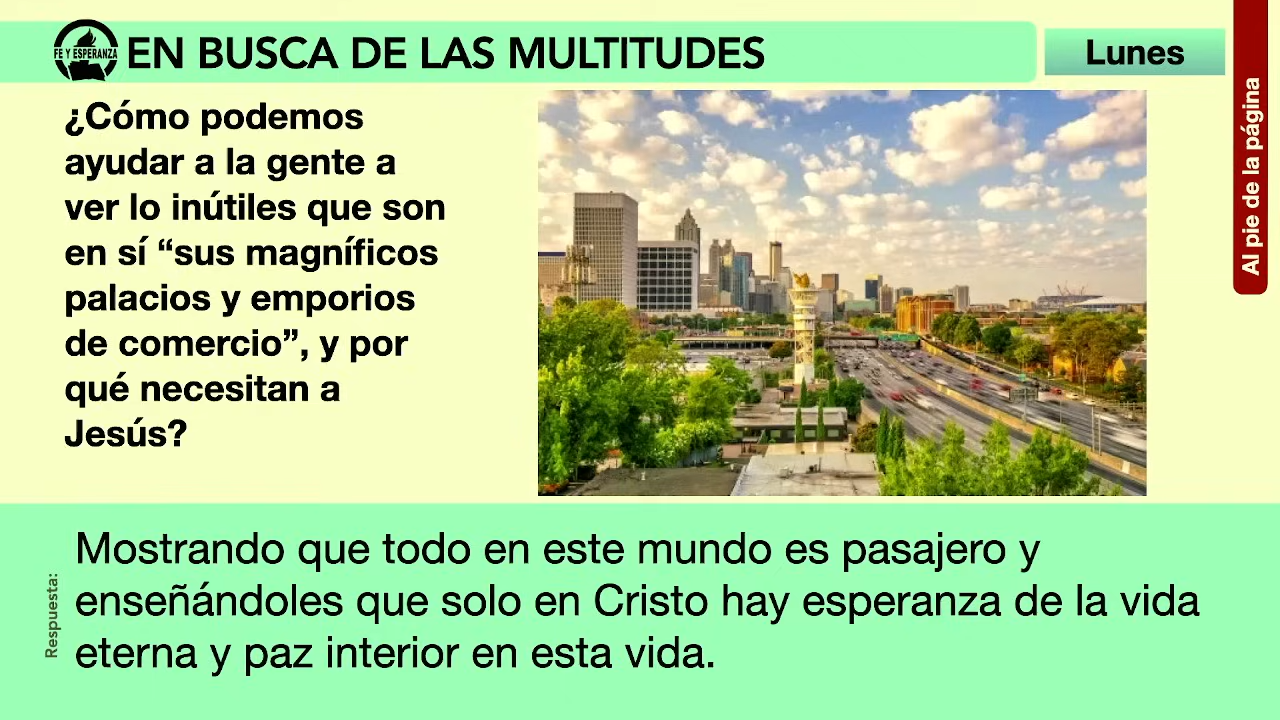 FE Y ESPERANZA
EN BUSCA DE LAS MULTITUDES
Lunes
Al pie de la página
¿Cómo podemos
ayudar a la gente a
ver lo inútiles que son
en sí “sus magníficos
palacios y emporios
de comercio”, y por
qué necesitan a
Jesús?
Respuesta:
Mostrando que todo en este mundo es pasajero y
enseñándoles que solo en Cristo hay esperanza de la vida
eterna y paz interior en esta vida.